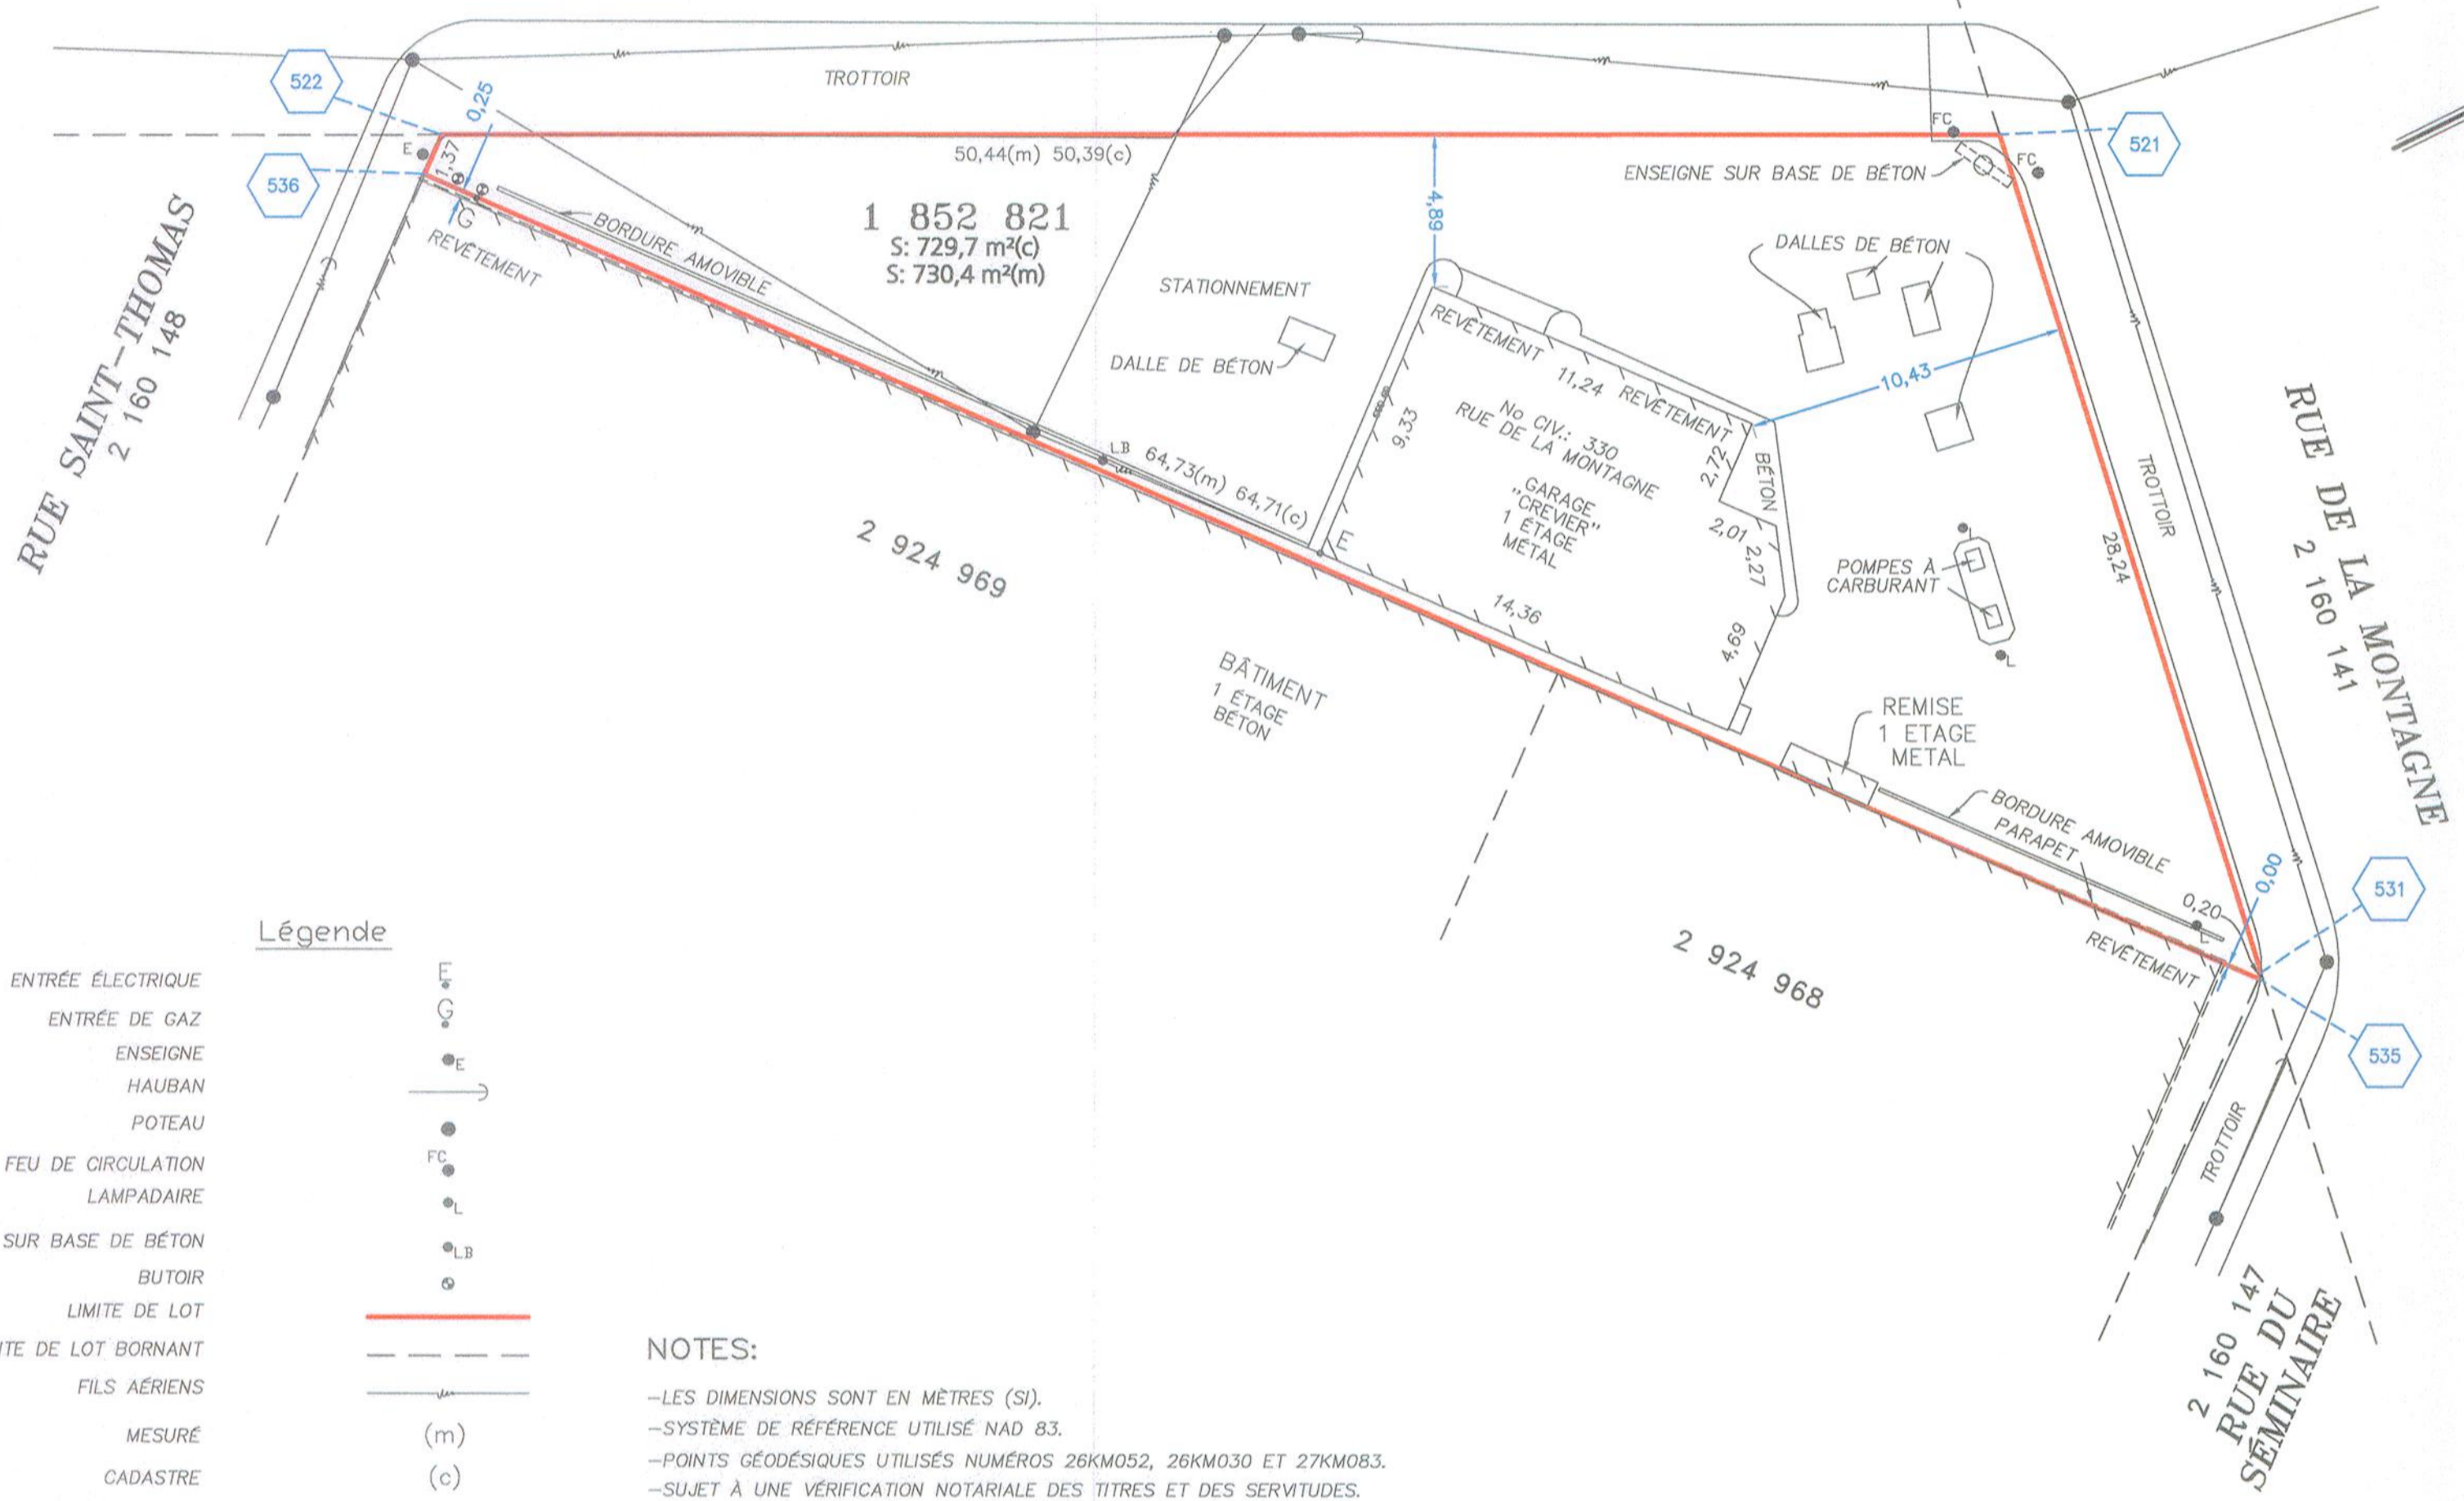 522
0,25
TROTTOIR
FC
521
E
1,37
50,44(m) 50,39(c)
FC
ENSEIGNE SUR BASE DE BÉTON
536
G
REVÊTEMENT
BORDURE AMOVIBLE
1 852 821
S: 729,7 m²(c)
S: 730,4 m²(m)
4,89
DALLES DE BÉTON
RUE SAINT-THOMAS
2 160 148
STATIONNEMENT
DALLE DE BÉTON
REVÊTEMENT
11,24
REVÊTEMENT
10,43
9,33
No CIV.: 330
RUE DE LA MONTAGNE
GARAGE
"CREVIER"
1 ÉTAGE
MÉTAL
2,72
BÉTON
2,01
2,27
4,69
14,36
E
LB
64,73(m) 64,71(c)
TROTTOIR
28,24
RUE DE LA MONTAGNE
2 160 141
POMPES À
CARBURANT
L
2 924 969
BÂTIMENT
1 ÉTAGE
BÉTON
REMISE
1 ETAGE
METAL
BORDURE AMOVIBLE
PARAPET
0,20
L
0,00
531
REVÊTEMENT
2 924 968
535
TROTTOIR
2 160 147
RUE DU
SÉMINAIRE
Légende
ENTRÉE ÉLECTRIQUE E
ENTRÉE DE GAZ G
ENSEIGNE E
HAUBAN
POTEAU
FEU DE CIRCULATION FC
LAMPADAIRE L
SUR BASE DE BÉTON LB
BUTOIR
LIMITE DE LOT
ITE DE LOT BORNANT
FILS AÉRIENS
MESURÉ (m)
CADASTRE (c)
NOTES:
-LES DIMENSIONS SONT EN MÈTRES (SI).
-SYSTÈME DE RÉFÉRENCE UTILISÉ NAD 83.
-POINTS GÉODÉSIQUES UTILISÉS NUMÉROS 26KM052, 26KM030 ET 27KM083.
-SUJET À UNE VÉRIFICATION NOTARIALE DES TITRES ET DES SERVITUDES.